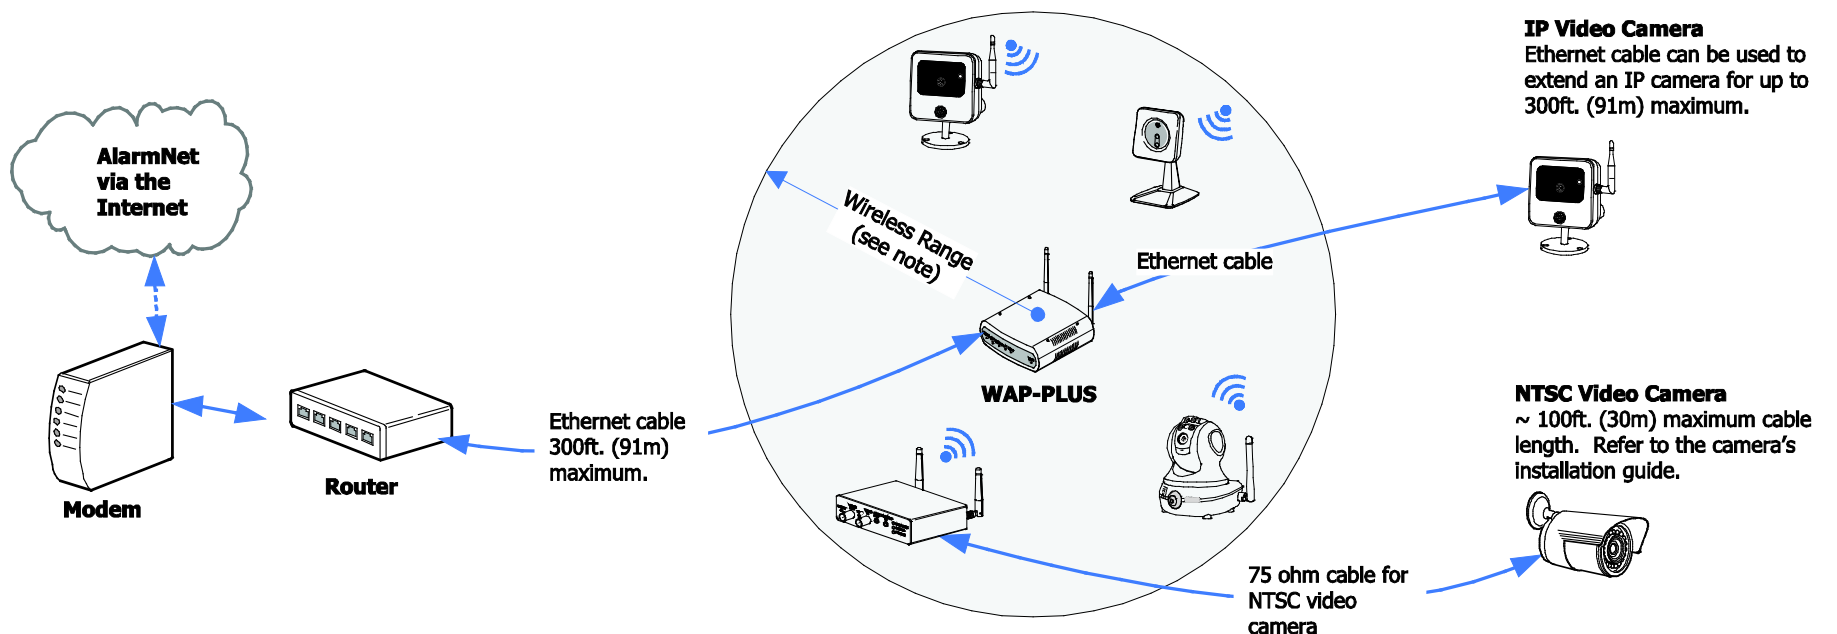 AlarmNet
via the
Internet
Modem
Router
Ethernet cable
300ft. (91m)
maximum.
Wireless Range
(see note)
WAP-PLUS
Ethernet cable
IP Video Camera
Ethernet cable can be used to
extend an IP camera for up to
300ft. (91m) maximum.
NTSC Video Camera
~ 100ft. (30m) maximum cable
length.  Refer to the camera's
installation guide.
75 ohm cable for
NTSC video
camera